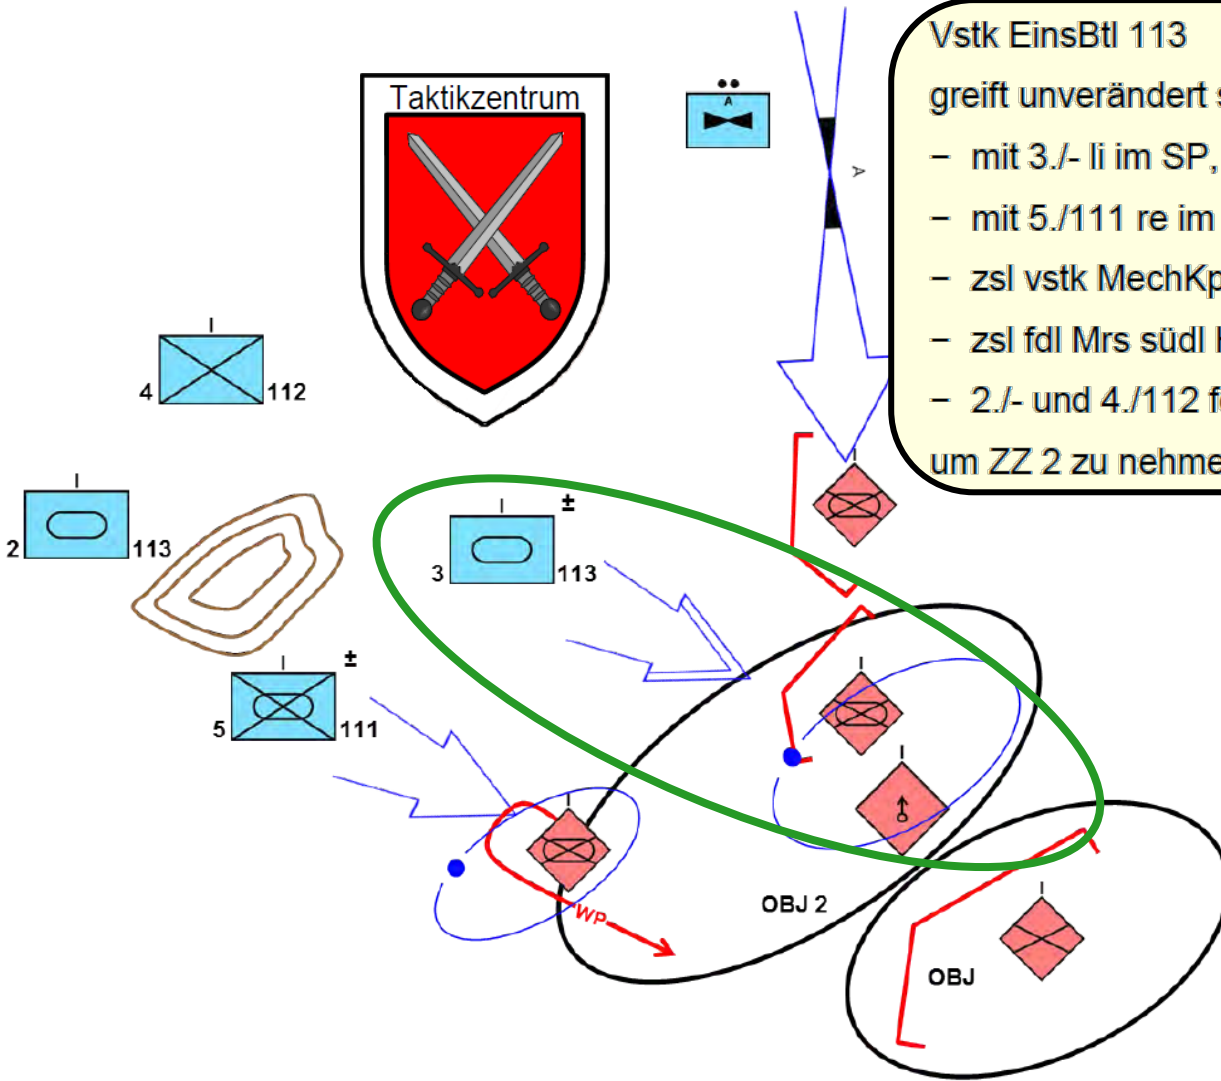 Vstk EinsBtl 113
greift unverändert s
– mit 3./- li im SP,
– mit 5./111 re im
– zsl vstk MechKp
– zsl fdl Mrs südl
– 2./- und 4./112 f
um ZZ 2 zu nehme
Taktikzentrum
A
A
I
4 112
I
2 113
I ±
3 113
I ±
5 111
I
I
I
I
WP
OBJ 2
I
OBJ